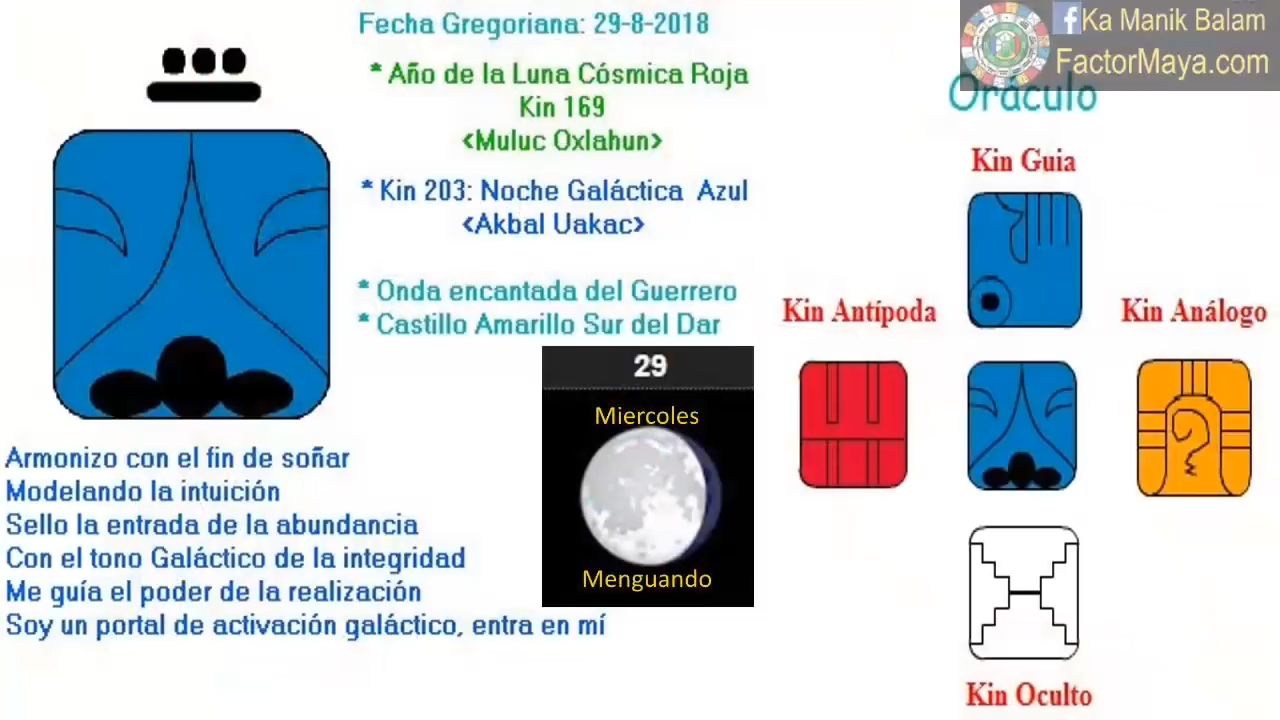 Fecha Gregoriana: 29-8-2018
* Año de la Luna Cósmica Roja
Kin 169
<Muluc Oxlahun>
* Kin 203: Noche Galáctica Azul
<Akbal Uakac>
* Onda encantada del Guerrero
* Castillo Amarillo Sur del Dar
29
Miercoles
Menguando
Armonizo con el fin de soñar
Modelando la intuición
Sello la entrada de la abundancia
Con el tono Galáctico de la integridad
Me guía el poder de la realización
Soy un portal de activación galáctico, entra en mí
Ka Manik Balam
FactorMaya.com
Oráculo
Kin Guia
Kin Antípoda
Kin Análogo
Kin Oculto